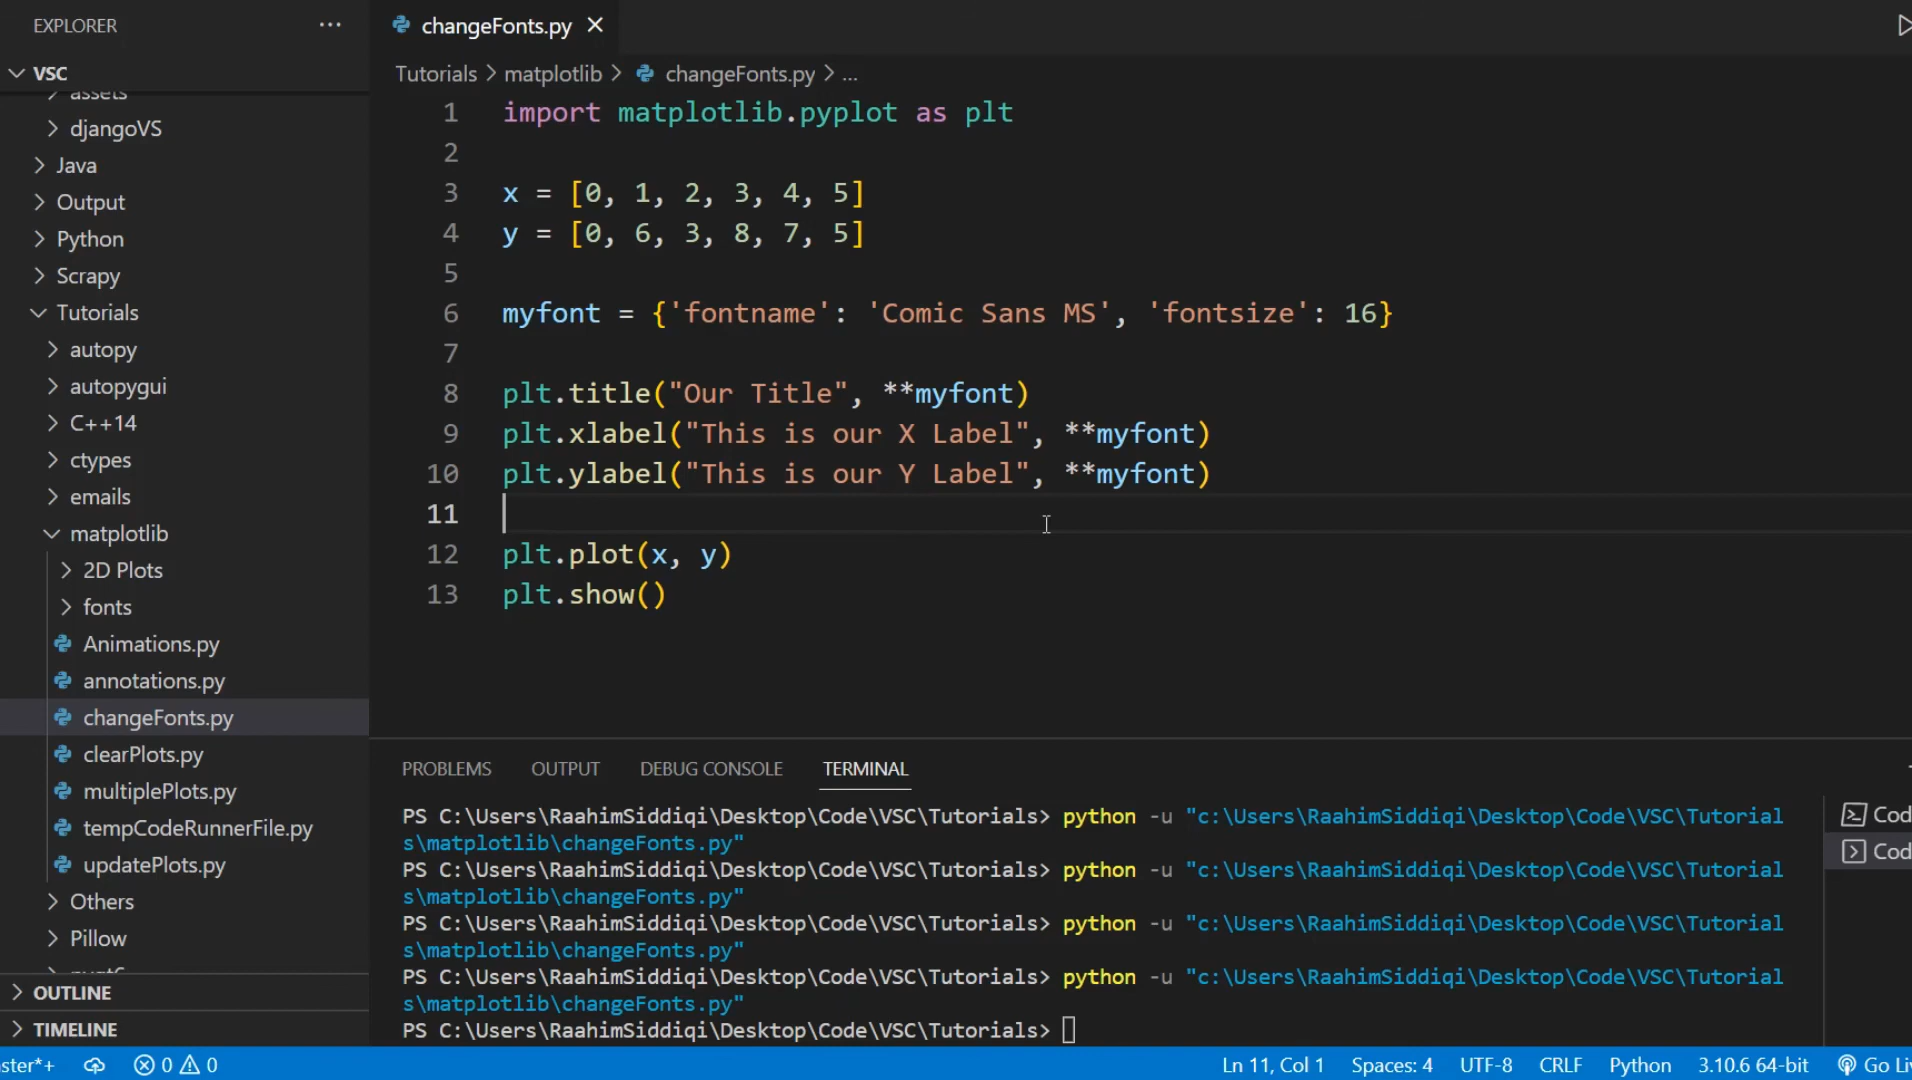 EXPLORER
...
VSC
assets
djangoVS
Java
Output
Python
Scrapy
Tutorials
autopy
autopygui
C++14
ctypes
emails
matplotlib
2D Plots
fonts
Animations.py
annotations.py
changeFonts.py
clearPlots.py
multiplePlots.py
tempCodeRunnerFile.py
updatePlots.py
Others
Pillow
OUTLINE
TIMELINE
changeFonts.py
Tutorials > matplotlib > changeFonts.py > ...
1 import matplotlib.pyplot as plt
2
3 x = [0, 1, 2, 3, 4, 5]
4 y = [0, 6, 3, 8, 7, 5]
5
6 myfont = {'fontname': 'Comic Sans MS', 'fontsize': 16}
7
8 plt.title("Our Title", **myfont)
9 plt.xlabel("This is our X Label", **myfont)
10 plt.ylabel("This is our Y Label", **myfont)
11
12 plt.plot(x, y)
13 plt.show()
PROBLEMS OUTPUT DEBUG CONSOLE TERMINAL
PS C:\Users\RaahimSiddiqi\Desktop\Code\VSC\Tutorials> python -u "c:\Users\RaahimSiddiqi\Desktop\Code\VSC\Tutorial
s\matplotlib\changeFonts.py"
PS C:\Users\RaahimSiddiqi\Desktop\Code\VSC\Tutorials> python -u "c:\Users\RaahimSiddiqi\Desktop\Code\VSC\Tutorial
s\matplotlib\changeFonts.py"
PS C:\Users\RaahimSiddiqi\Desktop\Code\VSC\Tutorials> python -u "c:\Users\RaahimSiddiqi\Desktop\Code\VSC\Tutorial
s\matplotlib\changeFonts.py"
PS C:\Users\RaahimSiddiqi\Desktop\Code\VSC\Tutorials> python -u "c:\Users\RaahimSiddiqi\Desktop\Code\VSC\Tutorial
s\matplotlib\changeFonts.py"
PS C:\Users\RaahimSiddiqi\Desktop\Code\VSC\Tutorials>
Cod
Cod
ster*+ 0 0 Ln 11, Col 1 Spaces: 4 UTF-8 CRLF Python 3.10.6 64-bit Go Li